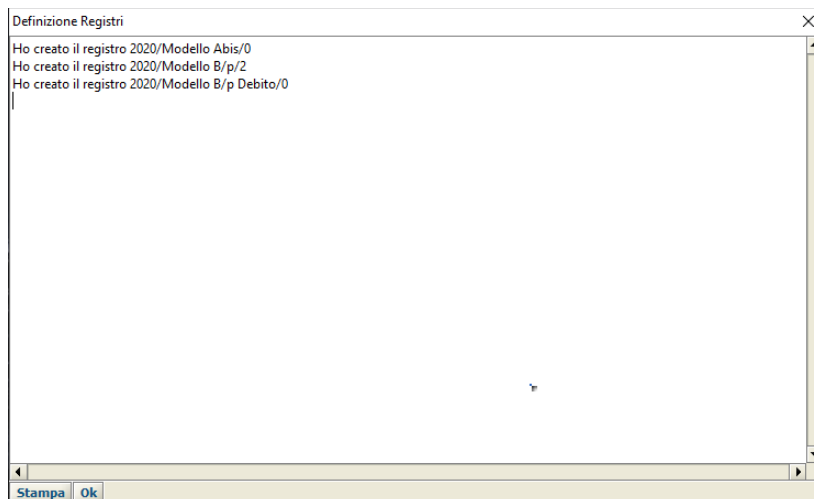 Definizione Registri
Ho creato il registro 2020/Modello Abis/0
Ho creato il registro 2020/Modello B/p/2
Ho creato il registro 2020/Modello B/p Debito/0
Stampa Ok